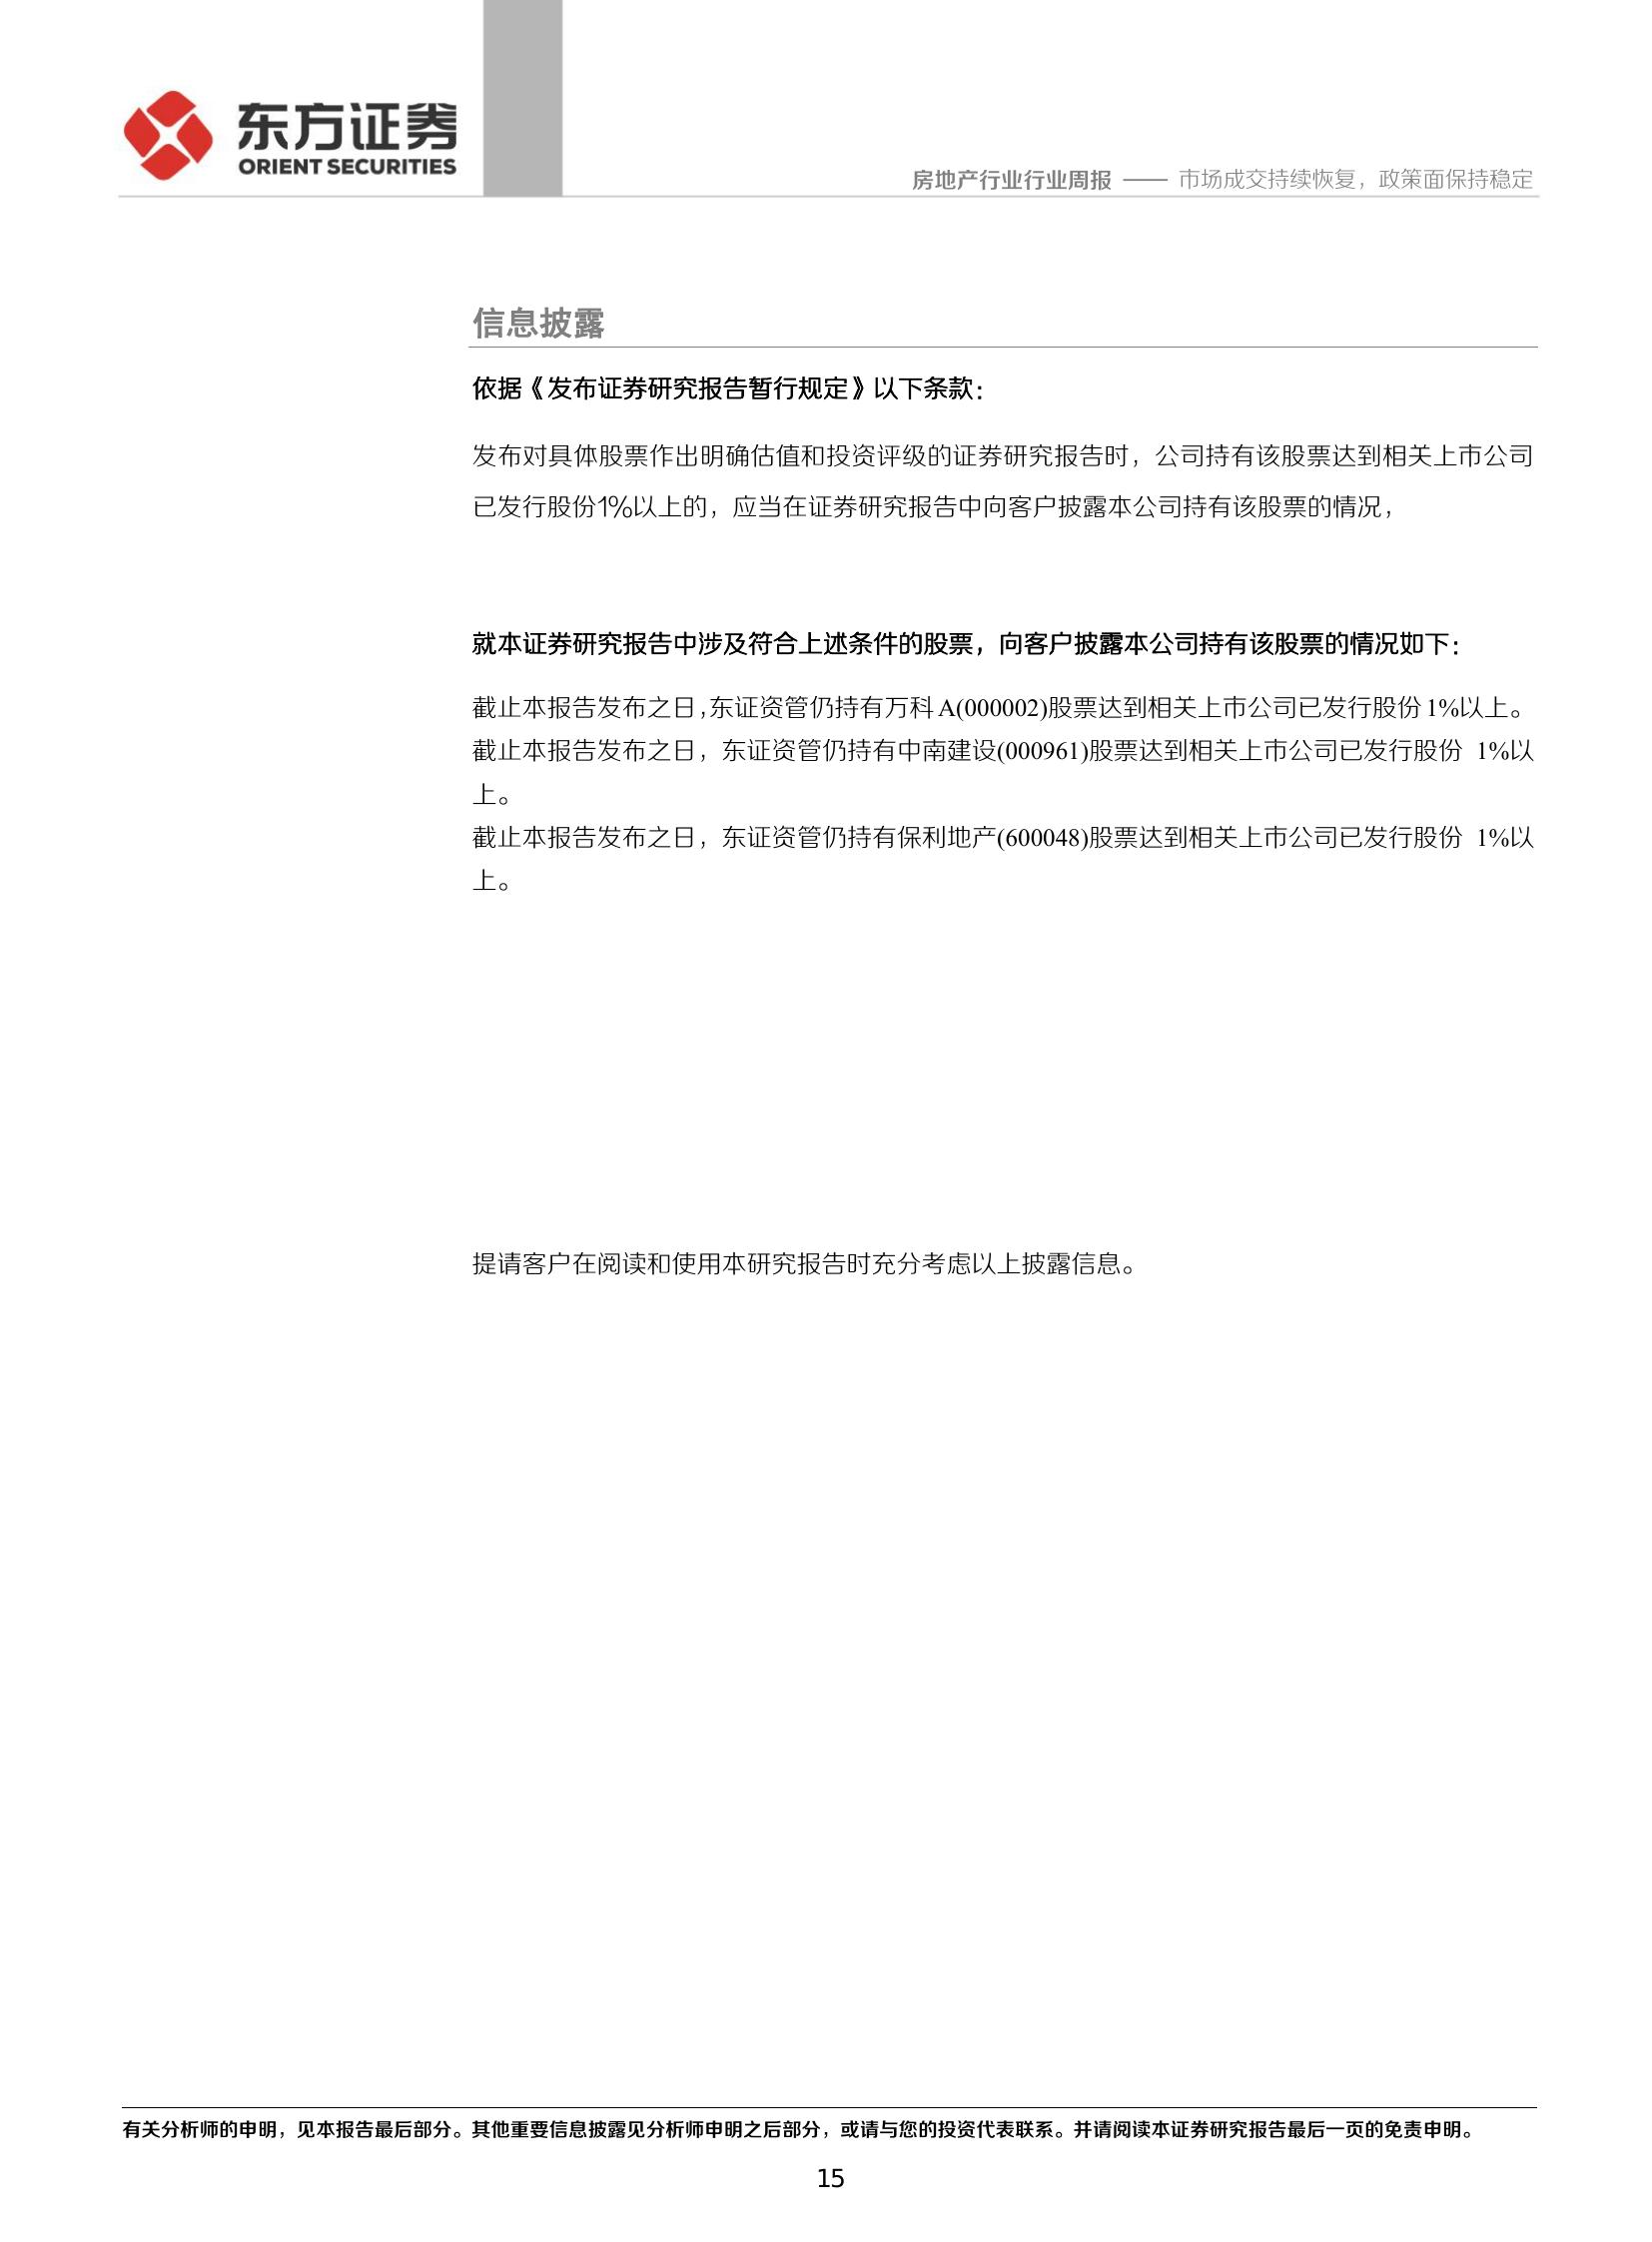 东方证券
ORIENT SECURITIES
房地产行业行业周报 —— 市场成交持续恢复，政策面保持稳定
信息披露
依据《发布证券研究报告暂行规定》以下条款：
发布对具体股票作出明确估值和投资评级的证券研究报告时，公司持有该股票达到相关上市公司
已发行股份1%以上的，应当在证券研究报告中向客户披露本公司持有该股票的情况，
就本证券研究报告中涉及符合上述条件的股票，向客户披露本公司持有该股票的情况如下：
截止本报告发布之日，东证资管仍持有万科A(000002)股票达到相关上市公司已发行股份1%以上。
截止本报告发布之日，东证资管仍持有中南建设(000961)股票达到相关上市公司已发行股份 1%以
上。
截止本报告发布之日，东证资管仍持有保利地产(600048)股票达到相关上市公司已发行股份 1%以
上。
提请客户在阅读和使用本研究报告时充分考虑以上披露信息。
有关分析师的申明，见本报告最后部分。其他重要信息披露见分析师申明之后部分，或请与您的投资代表联系。并请阅读本证券研究报告最后一页的免责申明。
15